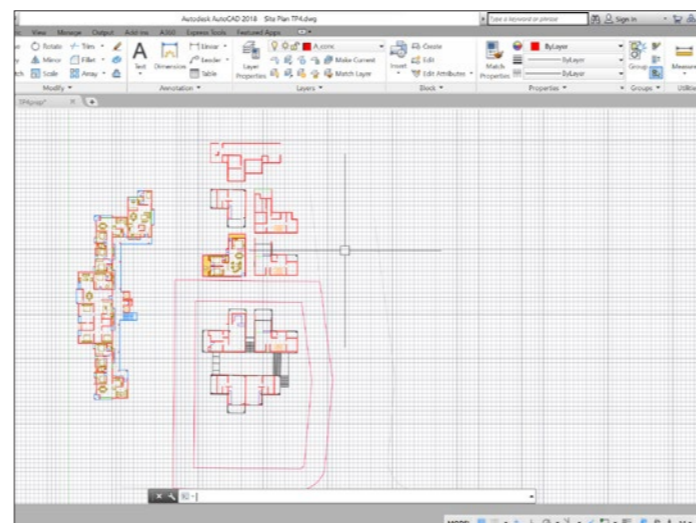 Autodesk AutoCAD 2018 Site Plan TP4.dwg
Type a keyword or phrase
Sign In
View Manage Output Add-ins A360 Express Tools Featured Apps
Rotate Trim
Mirror Fillet
Scale Array
Modify
Text
Dimension
Linear
Leader
Table
Annotation
Layer
Properties
Make Current
Match Layer
Layers
Insert
Create
Edit
Edit Attributes
Block
Match
Properties
ByLayer
ByLayer
ByLayer
Properties
Group
Groups
Measure
Utilities
MODEL